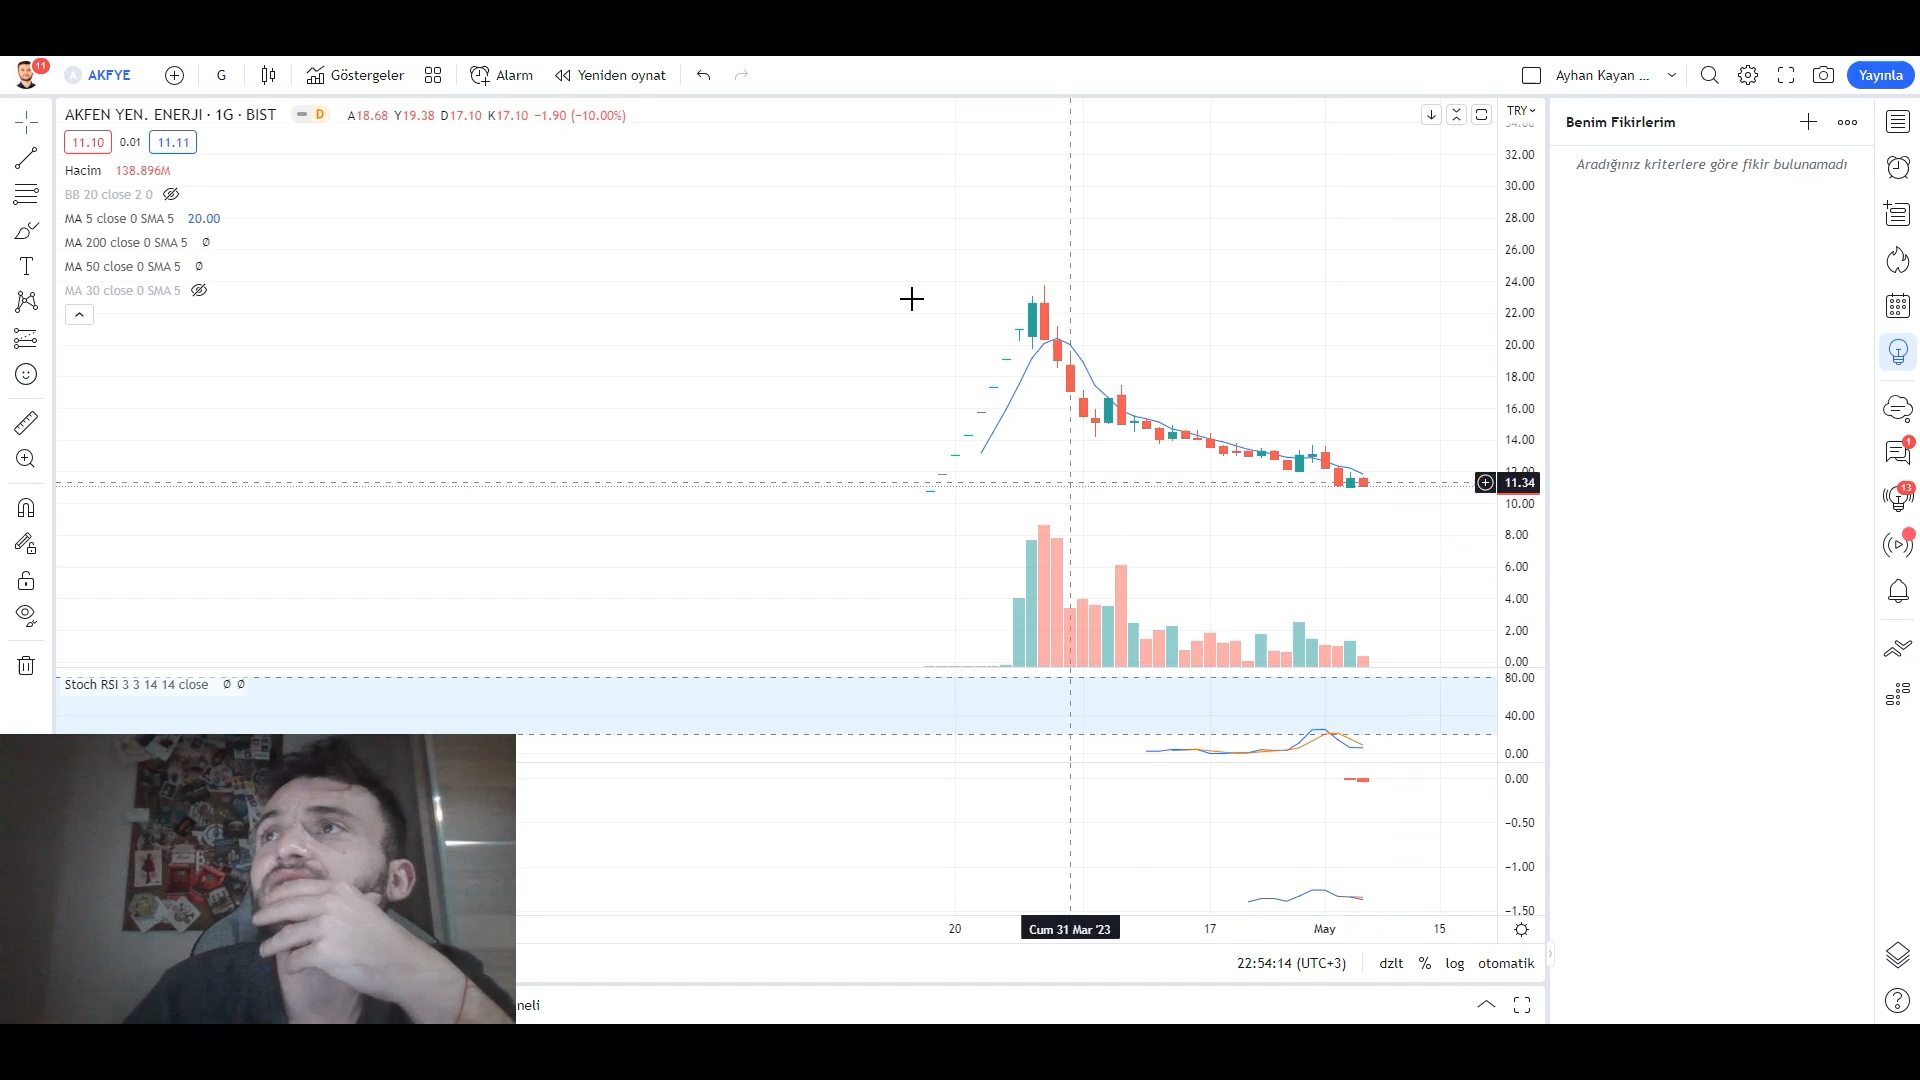 11 AKFYE G Göstergeler Alarm Yeniden oynat Ayhan Kayan ... Yayınla
AKFEN YEN. ENERJİ · 1G · BIST D A18.68 Y19.38 D17.10 K17.10 −1.90 (−10.00%)
11.10 0.01 11.11
Hacim 138.896M
BB 20 close 2 0
MA 5 close 0 SMA 5 20.00
MA 200 close 0 SMA 5 Ø
MA 50 close 0 SMA 5 Ø
MA 30 close 0 SMA 5
TRY
34.00
32.00
30.00
28.00
26.00
24.00
22.00
20.00
18.00
16.00
14.00
12.00
11.34
10.00
8.00
6.00
4.00
2.00
0.00
Stoch RSI 3 3 14 14 close Ø Ø
80.00
40.00
0.00
0.00
−0.50
−1.00
−1.50
20 Cum 31 Mar '23 17 May 15
22:54:14 (UTC+3) dzlt % log otomatik
neli
Benim Fikirlerim
Aradığınız kriterlere göre fikir bulunamadı
1
13